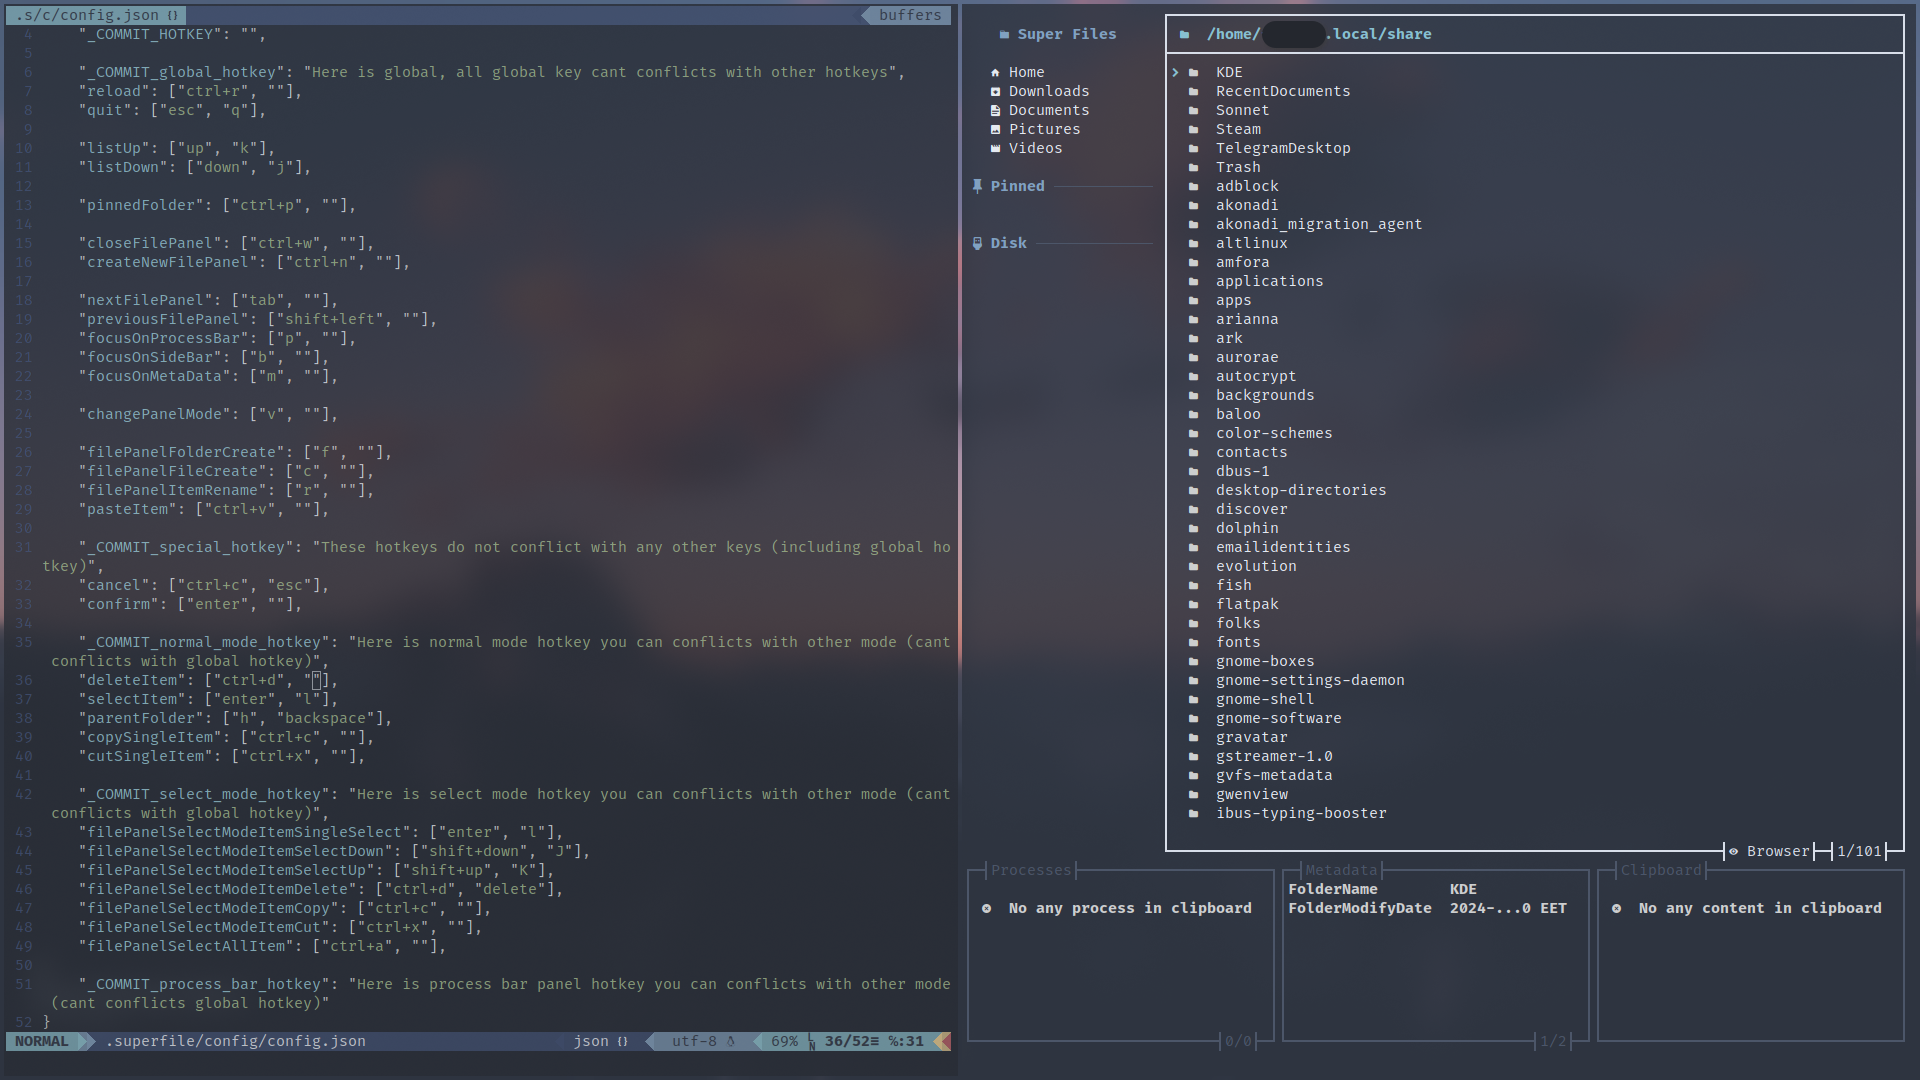 .s/c/config.json {}
buffers
4 "_COMMIT_HOTKEY": "",
5
6 "_COMMIT_global_hotkey": "Here is global, all global key cant conflicts with other hotkeys",
7 "reload": ["ctrl+r", ""],
8 "quit": ["esc", "q"],
9
10 "listUp": ["up", "k"],
11 "listDown": ["down", "j"],
12
13 "pinnedFolder": ["ctrl+p", ""],
14
15 "closeFilePanel": ["ctrl+w", ""],
16 "createNewFilePanel": ["ctrl+n", ""],
17
18 "nextFilePanel": ["tab", ""],
19 "previousFilePanel": ["shift+left", ""],
20 "focusOnProcessBar": ["p", ""],
21 "focusOnSideBar": ["b", ""],
22 "focusOnMetaData": ["m", ""],
23
24 "changePanelMode": ["v", ""],
25
26 "filePanelFolderCreate": ["f", ""],
27 "filePanelFileCreate": ["c", ""],
28 "filePanelItemRename": ["r", ""],
29 "pasteItem": ["ctrl+v", ""],
30
31 "_COMMIT_special_hotkey": "These hotkeys do not conflict with any other keys (including global ho
tkey)",
32 "cancel": ["ctrl+c", "esc"],
33 "confirm": ["enter", ""],
34
35 "_COMMIT_normal_mode_hotkey": "Here is normal mode hotkey you can conflicts with other mode (cant
conflicts with global hotkey)",
36 "deleteItem": ["ctrl+d", ""],
37 "selectItem": ["enter", "l"],
38 "parentFolder": ["h", "backspace"],
39 "copySingleItem": ["ctrl+c", ""],
40 "cutSingleItem": ["ctrl+x", ""],
41
42 "_COMMIT_select_mode_hotkey": "Here is select mode hotkey you can conflicts with other mode (cant
conflicts with global hotkey)",
43 "filePanelSelectModeItemSingleSelect": ["enter", "l"],
44 "filePanelSelectModeItemSelectDown": ["shift+down", "J"],
45 "filePanelSelectModeItemSelectUp": ["shift+up", "K"],
46 "filePanelSelectModeItemDelete": ["ctrl+d", "delete"],
47 "filePanelSelectModeItemCopy": ["ctrl+c", ""],
48 "filePanelSelectModeItemCut": ["ctrl+x", ""],
49 "filePanelSelectAllItem": ["ctrl+a", ""],
50
51 "_COMMIT_process_bar_hotkey": "Here is process bar panel hotkey you can conflicts with other mode
(cant conflicts global hotkey)"
52 }
NORMAL .superfile/config/config.json json {} utf-8 69% LN 36/52≡ %:31
Super Files
Home
Downloads
Documents
Pictures
Videos
Pinned
Disk
/home/ .local/share
> KDE
RecentDocuments
Sonnet
Steam
TelegramDesktop
Trash
adblock
akonadi
akonadi_migration_agent
altlinux
amfora
applications
apps
arianna
ark
aurorae
autocrypt
backgrounds
baloo
color-schemes
contacts
dbus-1
desktop-directories
discover
dolphin
emailidentities
evolution
fish
flatpak
folks
fonts
gnome-boxes
gnome-settings-daemon
gnome-shell
gnome-software
gravatar
gstreamer-1.0
gvfs-metadata
gwenview
ibus-typing-booster
Browser 1/101
Processes
No any process in clipboard
0/0
Metadata
FolderName KDE
FolderModifyDate 2024-...0 EET
1/2
Clipboard
No any content in clipboard